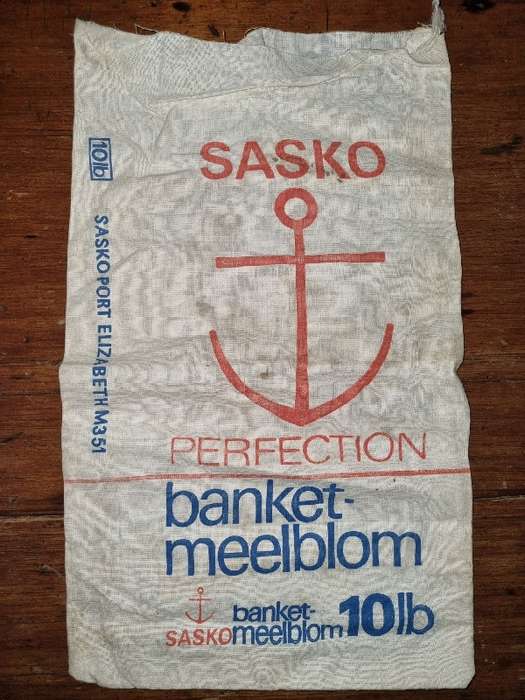 SASKO
PERFECTION
banket-
meelblom
SASKO banket-
meelblom 10lb
10lb
SASKO PORT ELIZABETH M351